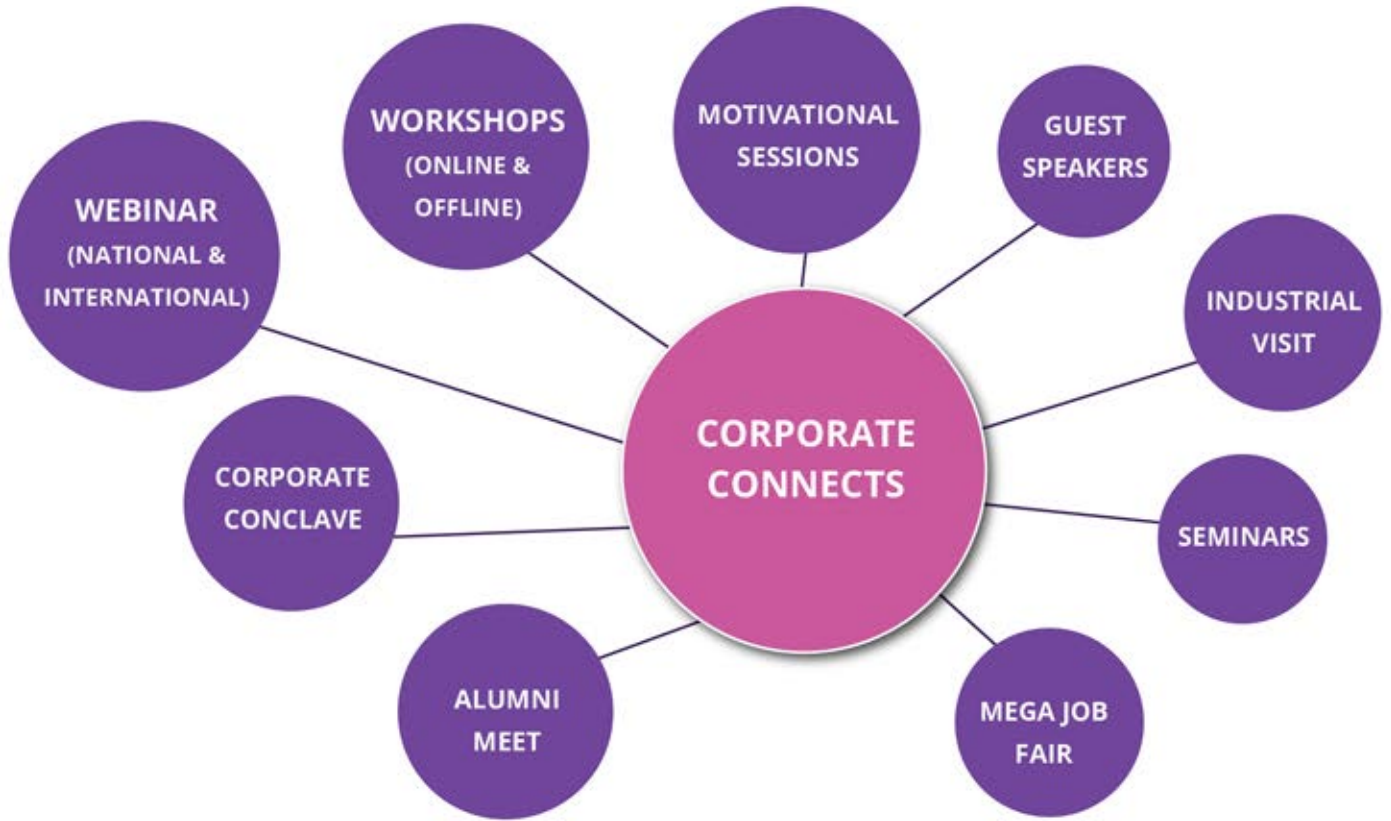 WEBINAR
(NATIONAL &
INTERNATIONAL)
WORKSHOPS
(ONLINE &
OFFLINE)
MOTIVATIONAL
SESSIONS
GUEST
SPEAKERS
INDUSTRIAL
VISIT
SEMINARS
MEGA JOB
FAIR
ALUMNI
MEET
CORPORATE
CONCLAVE
CORPORATE
CONNECTS